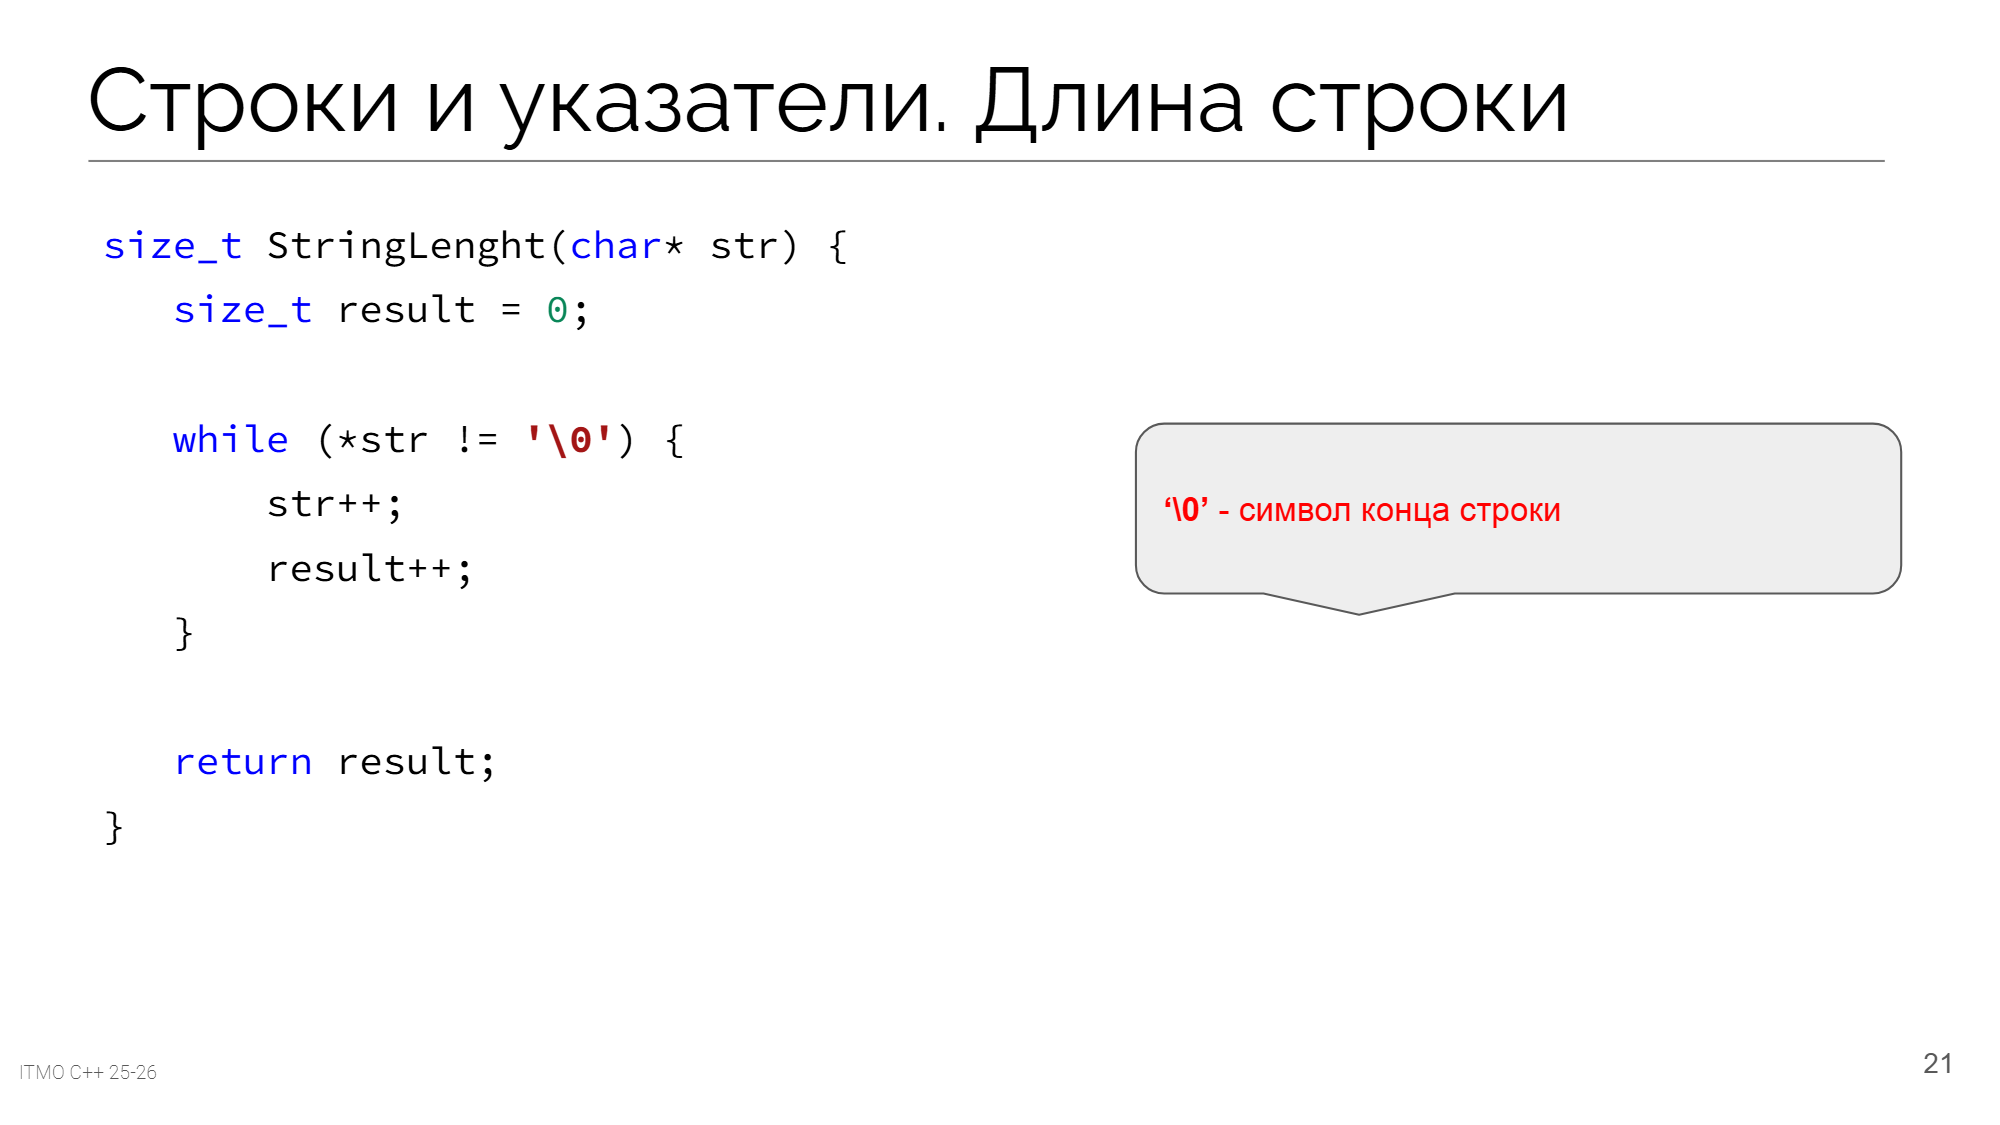 Строки и указатели. Длина строки
size_t StringLenght(char* str) {
size_t result = 0;
while (*str != '\0') {
str++;
result++;
}
return result;
}
‘\0’ - символ конца строки
ITMO C++ 25-26
21